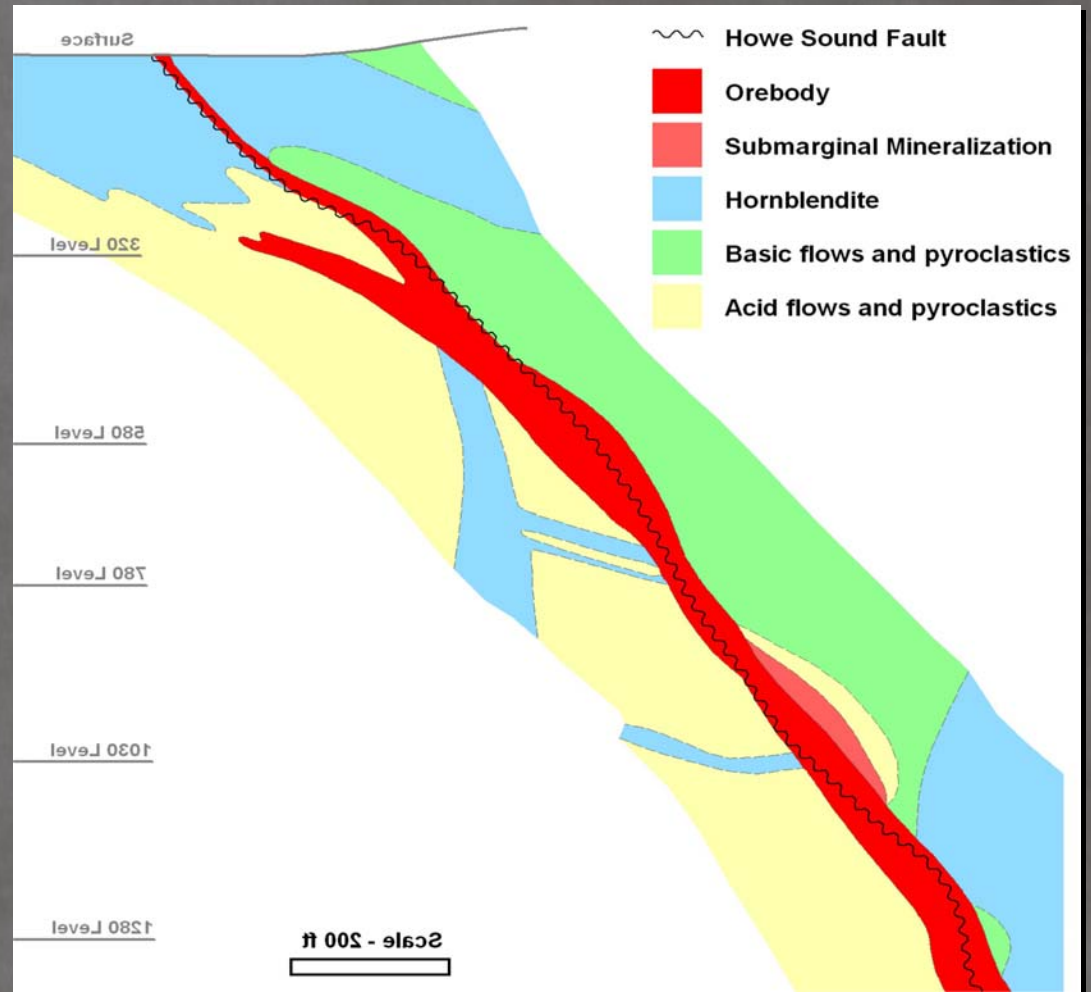 Surface
Howe Sound Fault
Orebody
Submarginal Mineralization
Hornblendite
Basic flows and pyroclastics
Acid flows and pyroclastics
320 Level
580 Level
780 Level
1030 Level
1280 Level
Scale - 200 ft